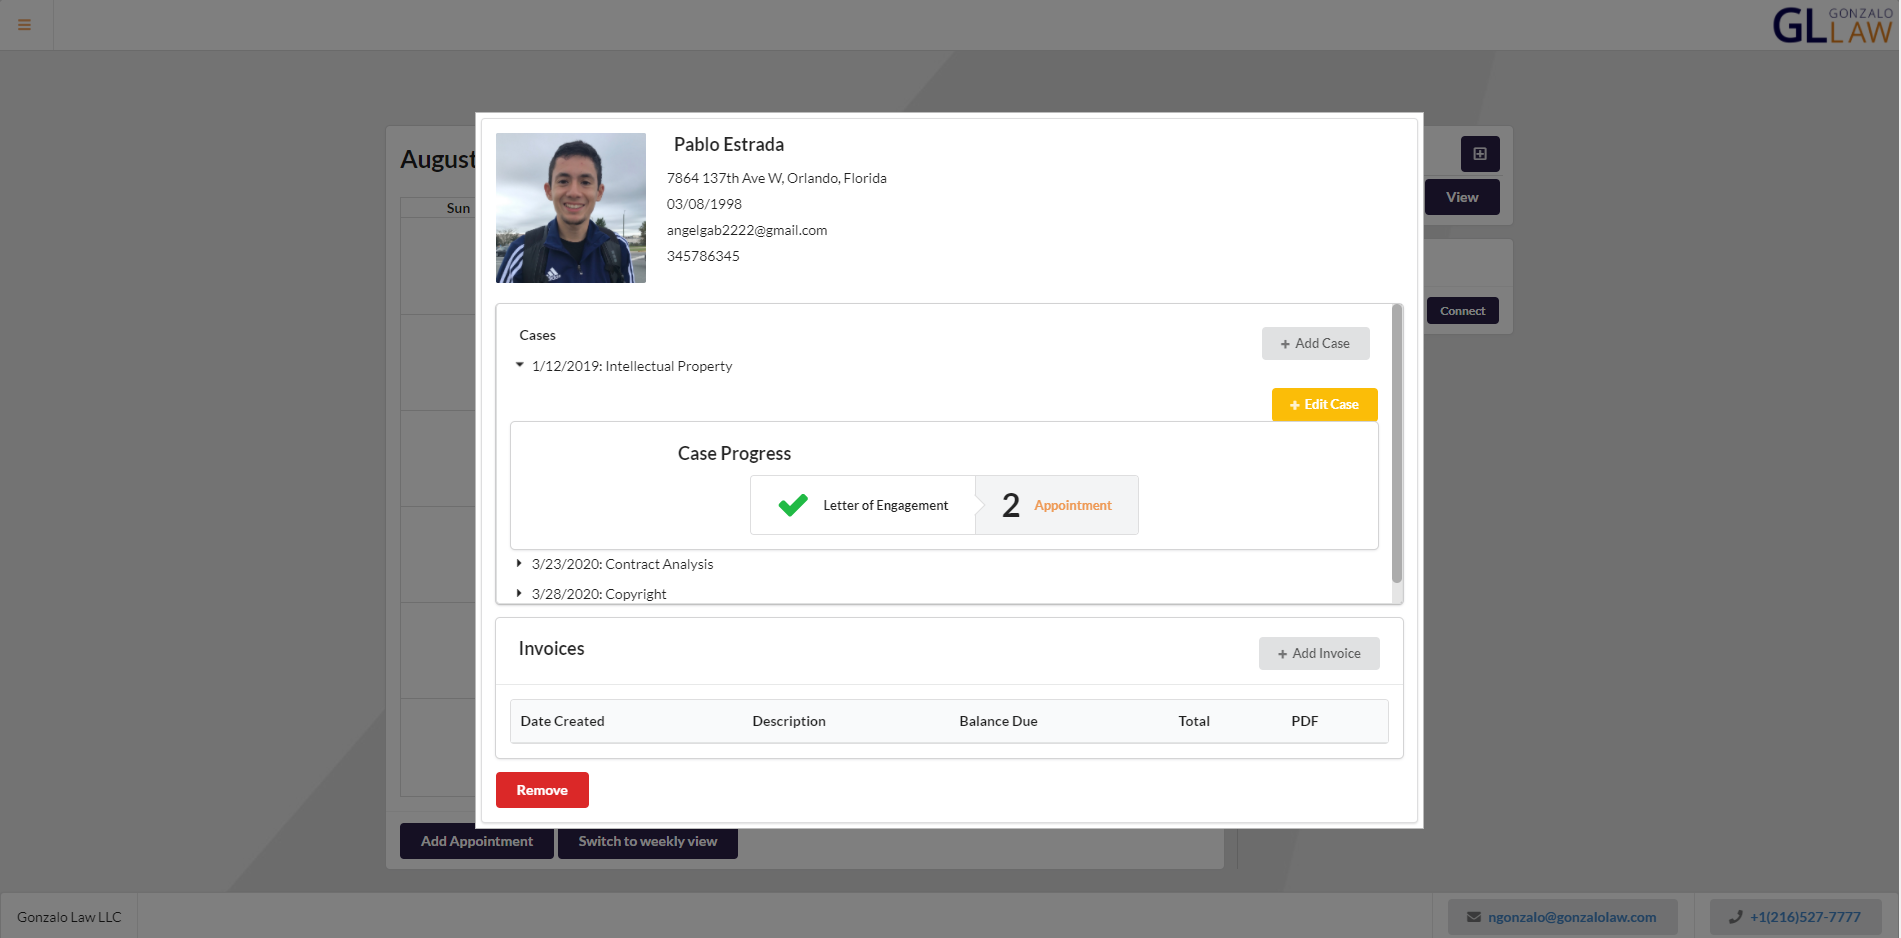 GL GONZALO LAW
August
Sun
Pablo Estrada
7864 137th Ave W, Orlando, Florida
03/08/1998
angelgab2222@gmail.com
345786345
View
Connect
Cases
+ Add Case
1/12/2019: Intellectual Property
+ Edit Case
Case Progress
Letter of Engagement
2 Appointment
3/23/2020: Contract Analysis
3/28/2020: Copyright
Invoices
+ Add Invoice
Date Created Description Balance Due Total PDF
Remove
Add Appointment Switch to weekly view
Gonzalo Law LLC
ngonzalo@gonzalolaw.com
+1(216)527-7777